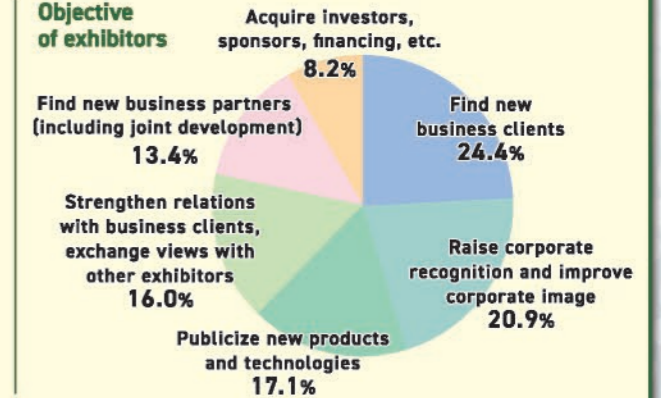 Objective
of exhibitors
Acquire investors,
sponsors, financing, etc.
8.2%
Find new
business clients
24.4%
Raise corporate
recognition and improve
corporate image
20.9%
Publicize new products
and technologies
17.1%
Strengthen relations
with business clients,
exchange views with
other exhibitors
16.0%
Find new business partners
(including joint development)
13.4%